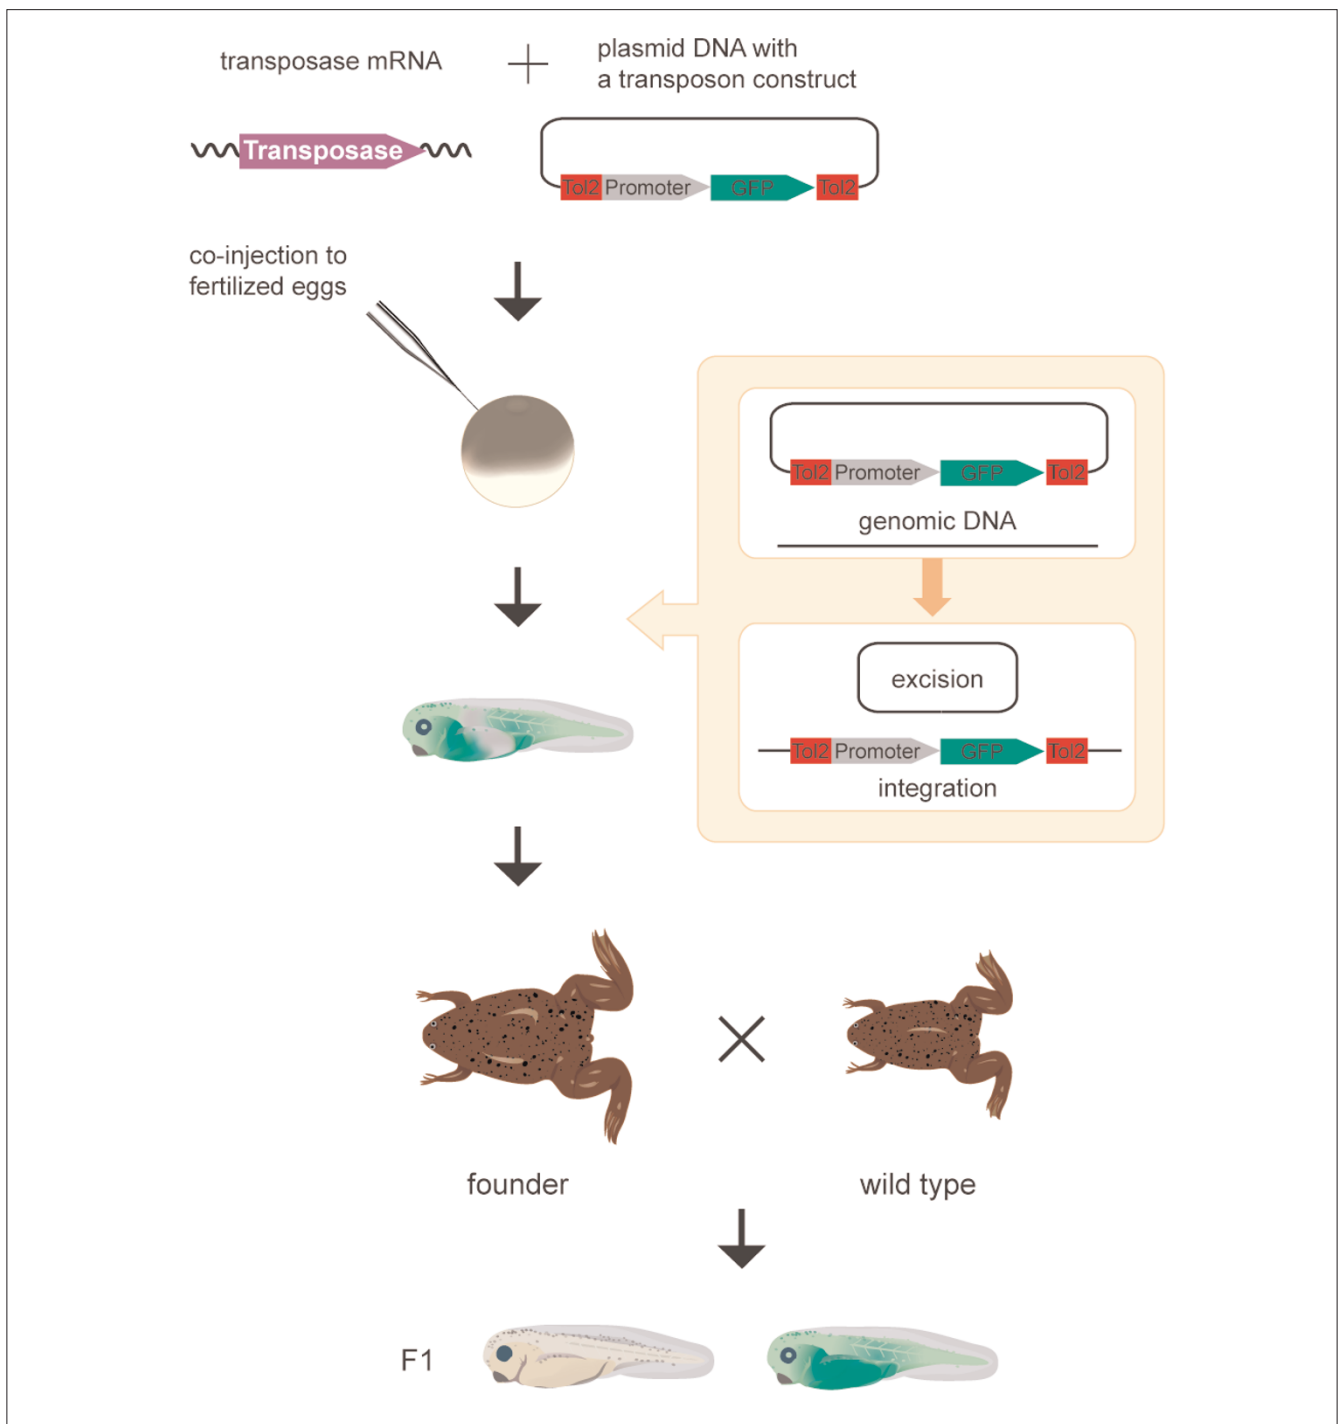 transposase mRNA
plasmid DNA with
a transposon construct
Transposase
Tol2 Promoter GFP Tol2
co-injection to
fertilized eggs
Tol2 Promoter GFP Tol2
genomic DNA
excision
Tol2 Promoter GFP Tol2
integration
founder
wild type
F1